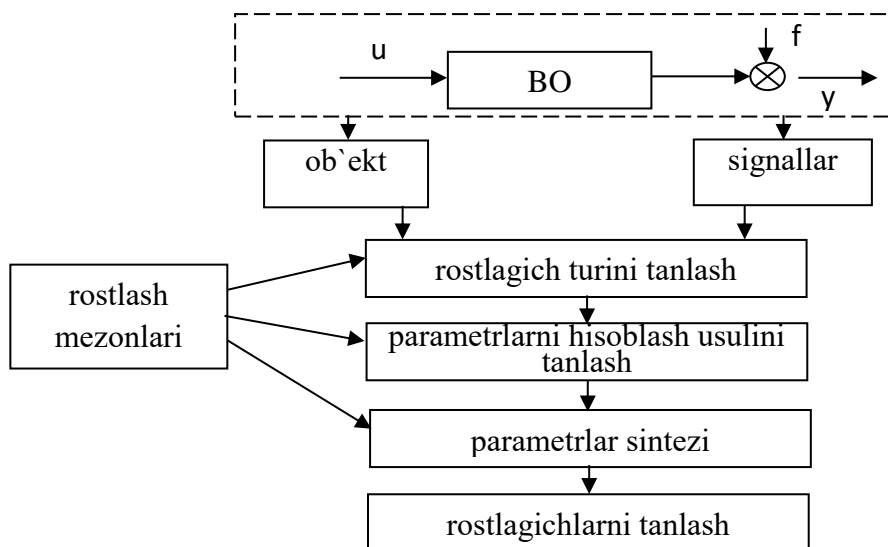 f
u
BO
y
ob`ekt
signallar
rostlagich turini tanlash
rostlash
mezonlari
parametrlarni hisoblash usulini
tanlash
parametrlar sintezi
rostlagichlarni tanlash